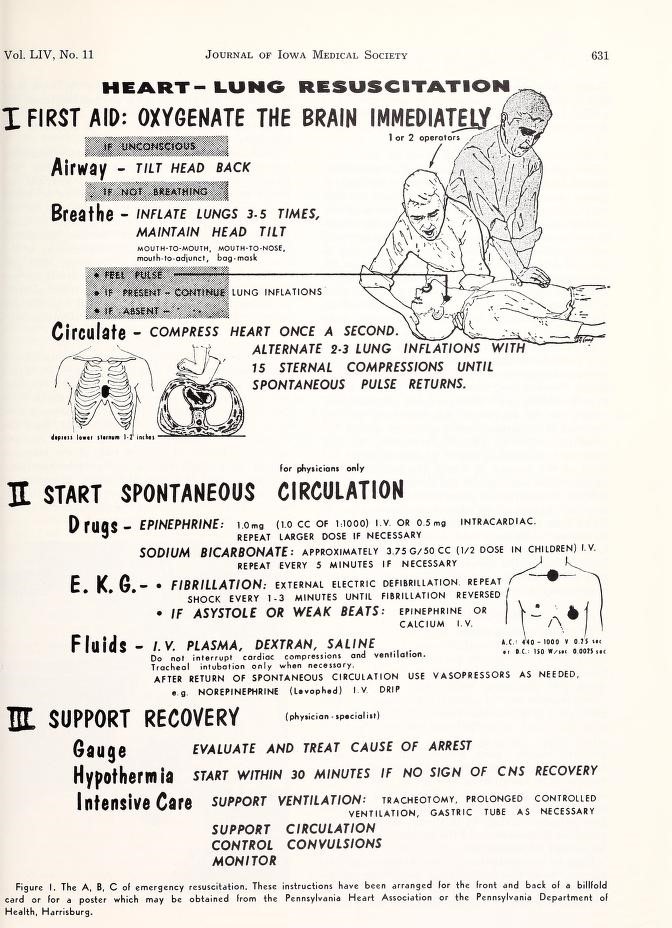 Vol. LIV, No. 11 JOURNAL OF IOWA MEDICAL SOCIETY 631
HEART-LUNG RESUSCITATION
I FIRST AID: OXYGENATE THE BRAIN IMMEDIATELY
1 or 2 operators
IF UNCONSCIOUS
Airway - TILT HEAD BACK
IF NOT BREATHING
Breathe - INFLATE LUNGS 3-5 TIMES,
MAINTAIN HEAD TILT
MOUTH-TO-MOUTH, MOUTH-TO-NOSE,
mouth-to-adjunct, bag-mask
• FEEL PULSE
• IF PRESENT - CONTINUE LUNG INFLATIONS
• IF ABSENT -
Circulate - COMPRESS HEART ONCE A SECOND.
ALTERNATE 2-3 LUNG INFLATIONS WITH
15 STERNAL COMPRESSIONS UNTIL
SPONTANEOUS PULSE RETURNS.
depress lower sternum 1-2 inches
for physicians only
II START SPONTANEOUS CIRCULATION
Drugs - EPINEPHRINE: 1.0 mg (1.0 CC OF 1:1000) I.V. OR 0.5 mg INTRACARDIAC.
REPEAT LARGER DOSE IF NECESSARY
SODIUM BICARBONATE: APPROXIMATELY 3.75 G/50 CC (1/2 DOSE IN CHILDREN) I.V.
REPEAT EVERY 5 MINUTES IF NECESSARY
E. K. G. - • FIBRILLATION: EXTERNAL ELECTRIC DEFIBRILLATION. REPEAT
SHOCK EVERY 1-3 MINUTES UNTIL FIBRILLATION REVERSED
• IF ASYSTOLE OR WEAK BEATS: EPINEPHRINE OR
CALCIUM I.V.
A.C.: 440-1000 V 0.25 sec
or D.C.: 150 W/sec 0.0025 sec
Fluids - I.V. PLASMA, DEXTRAN, SALINE
Do not interrupt cardiac compressions and ventilation.
Tracheal intubation only when necessary.
AFTER RETURN OF SPONTANEOUS CIRCULATION USE VASOPRESSORS AS NEEDED,
e.g. NOREPINEPHRINE (Levophed) I.V. DRIP
III SUPPORT RECOVERY (physician-specialist)
Gauge EVALUATE AND TREAT CAUSE OF ARREST
Hypothermia START WITHIN 30 MINUTES IF NO SIGN OF CNS RECOVERY
Intensive Care SUPPORT VENTILATION: TRACHEOTOMY, PROLONGED CONTROLLED
VENTILATION, GASTRIC TUBE AS NECESSARY
SUPPORT CIRCULATION
CONTROL CONVULSIONS
MONITOR
Figure 1. The A, B, C of emergency resuscitation. These instructions have been arranged for the front and back of a billfold
card or for a poster which may be obtained from the Pennsylvania Heart Association or the Pennsylvania Department of
Health, Harrisburg.